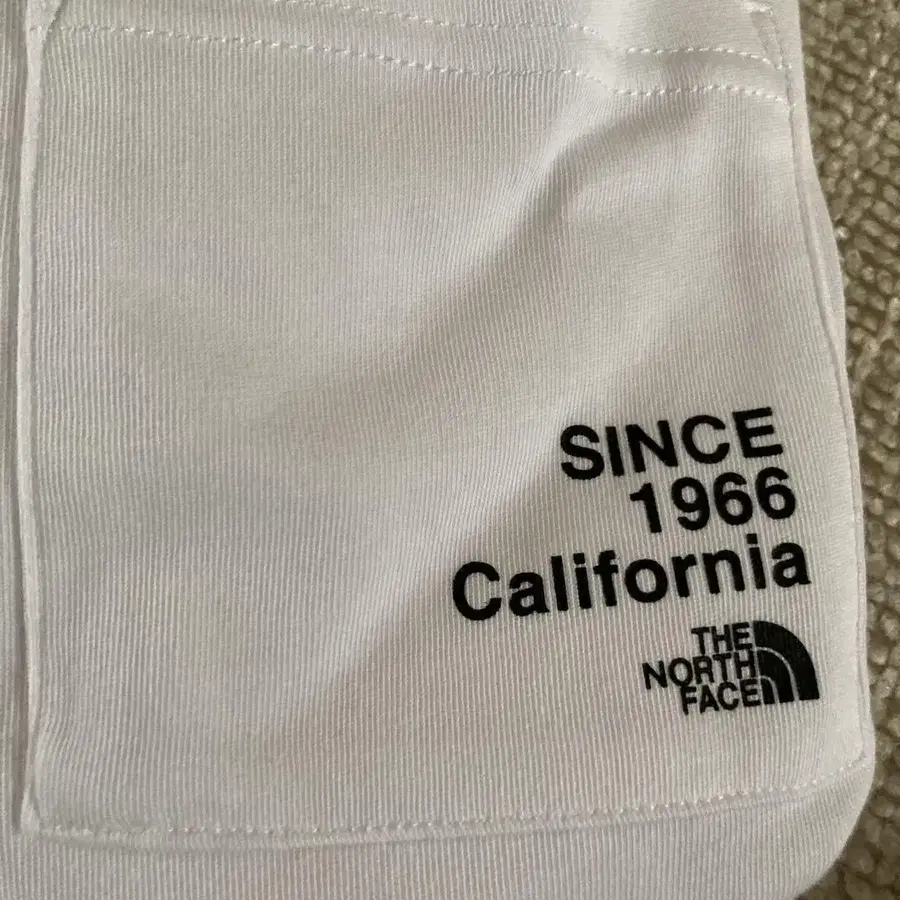 SINCE
1966
California
THE
NORTH
FACE